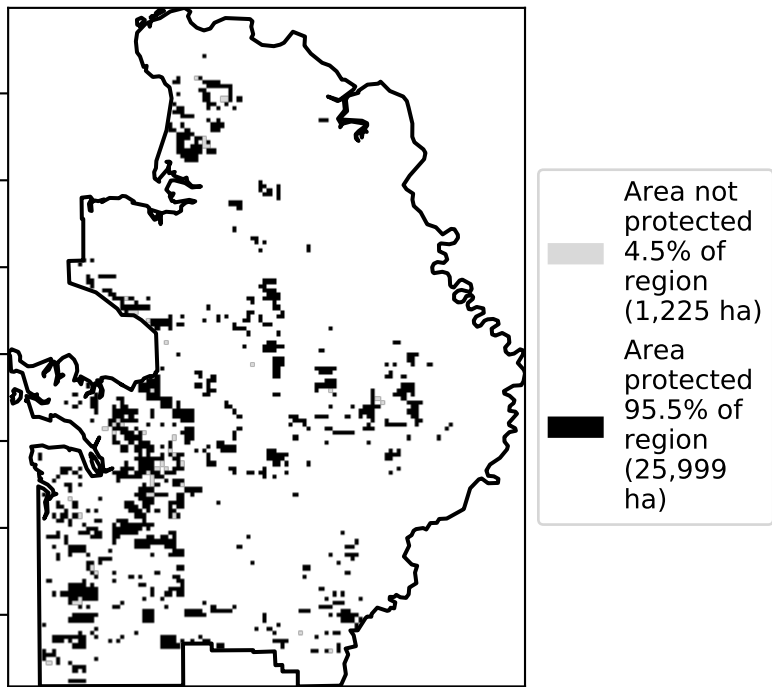 Area not
protected
4.5% of
region
(1,225 ha)
Area
protected
95.5% of
region
(25,999
ha)